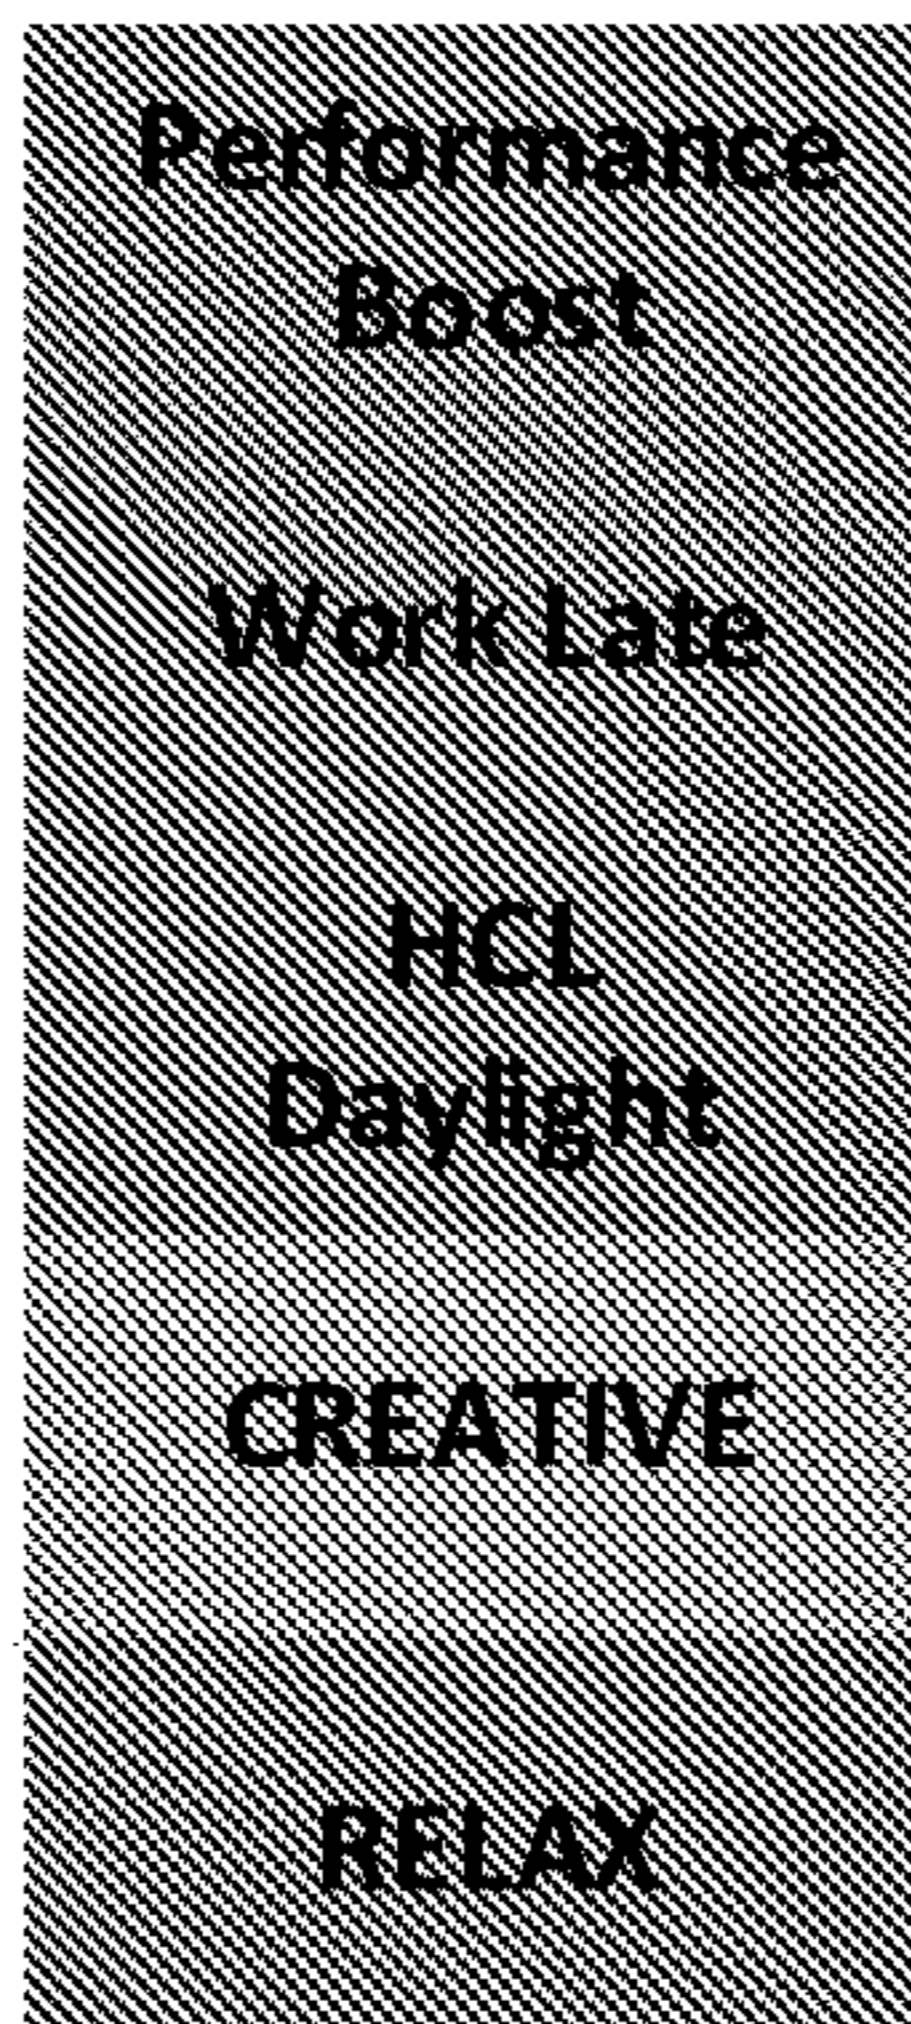 Performance
Boost
Work Late
HCL
Daylight
CREATIVE
RELAX